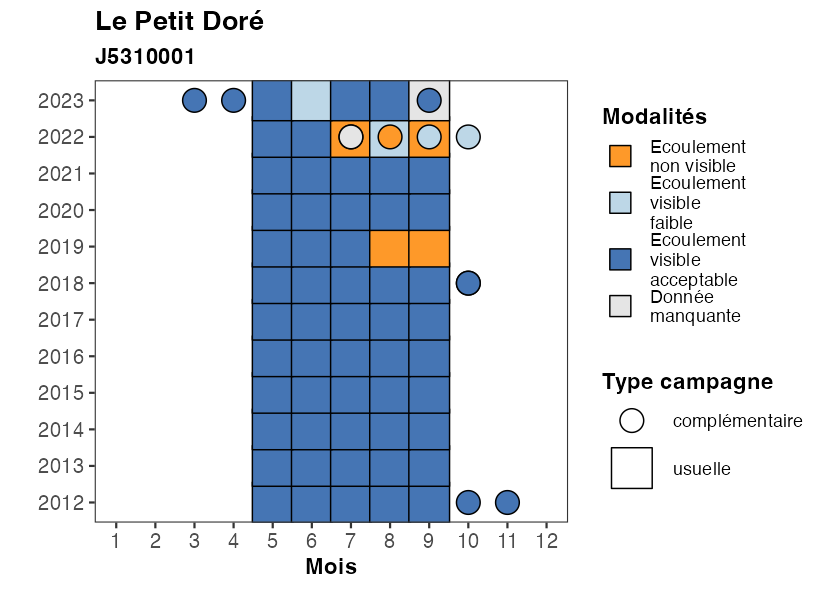 Le Petit Doré
J5310001
2023
2022
2021
2020
2019
2018
2017
2016
2015
2014
2013
2012
1 2 3 4 5 6 7 8 9 10 11 12
Mois
Modalités
Ecoulement
non visible
Ecoulement
visible
faible
Ecoulement
visible
acceptable
Donnée
manquante
Type campagne
complémentaire
usuelle